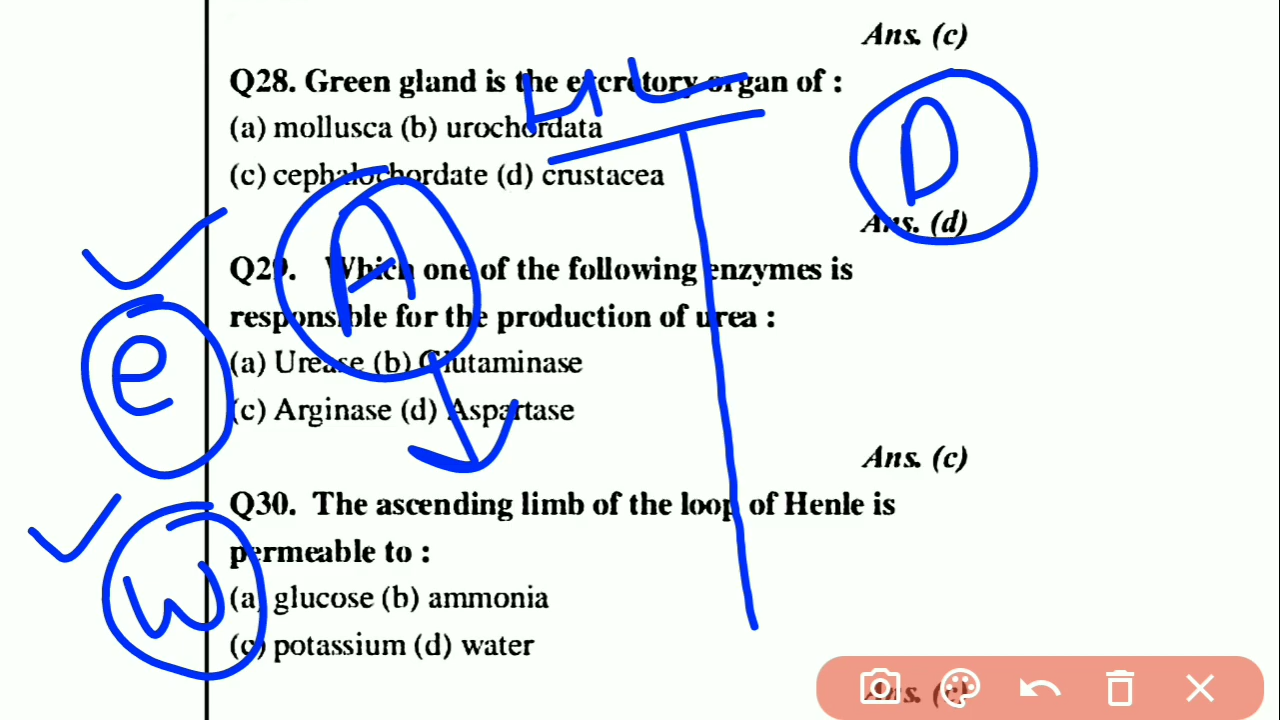 Ans. (c)
Q28. Green gland is the excretory organ of :
(a) mollusca (b) urochordata
(c) cephalochordate (d) crustacea
D
Ans. (d)
A
Q29. Which one of the following enzymes is
responsible for the production of urea :
(a) Urease (b) Glutaminase
e
(c) Arginase (d) Aspartase
Ans. (c)
Q30. The ascending limb of the loop of Henle is
permeable to :
(a) glucose (b) ammonia
W
(c) potassium (d) water
Ans. (c)